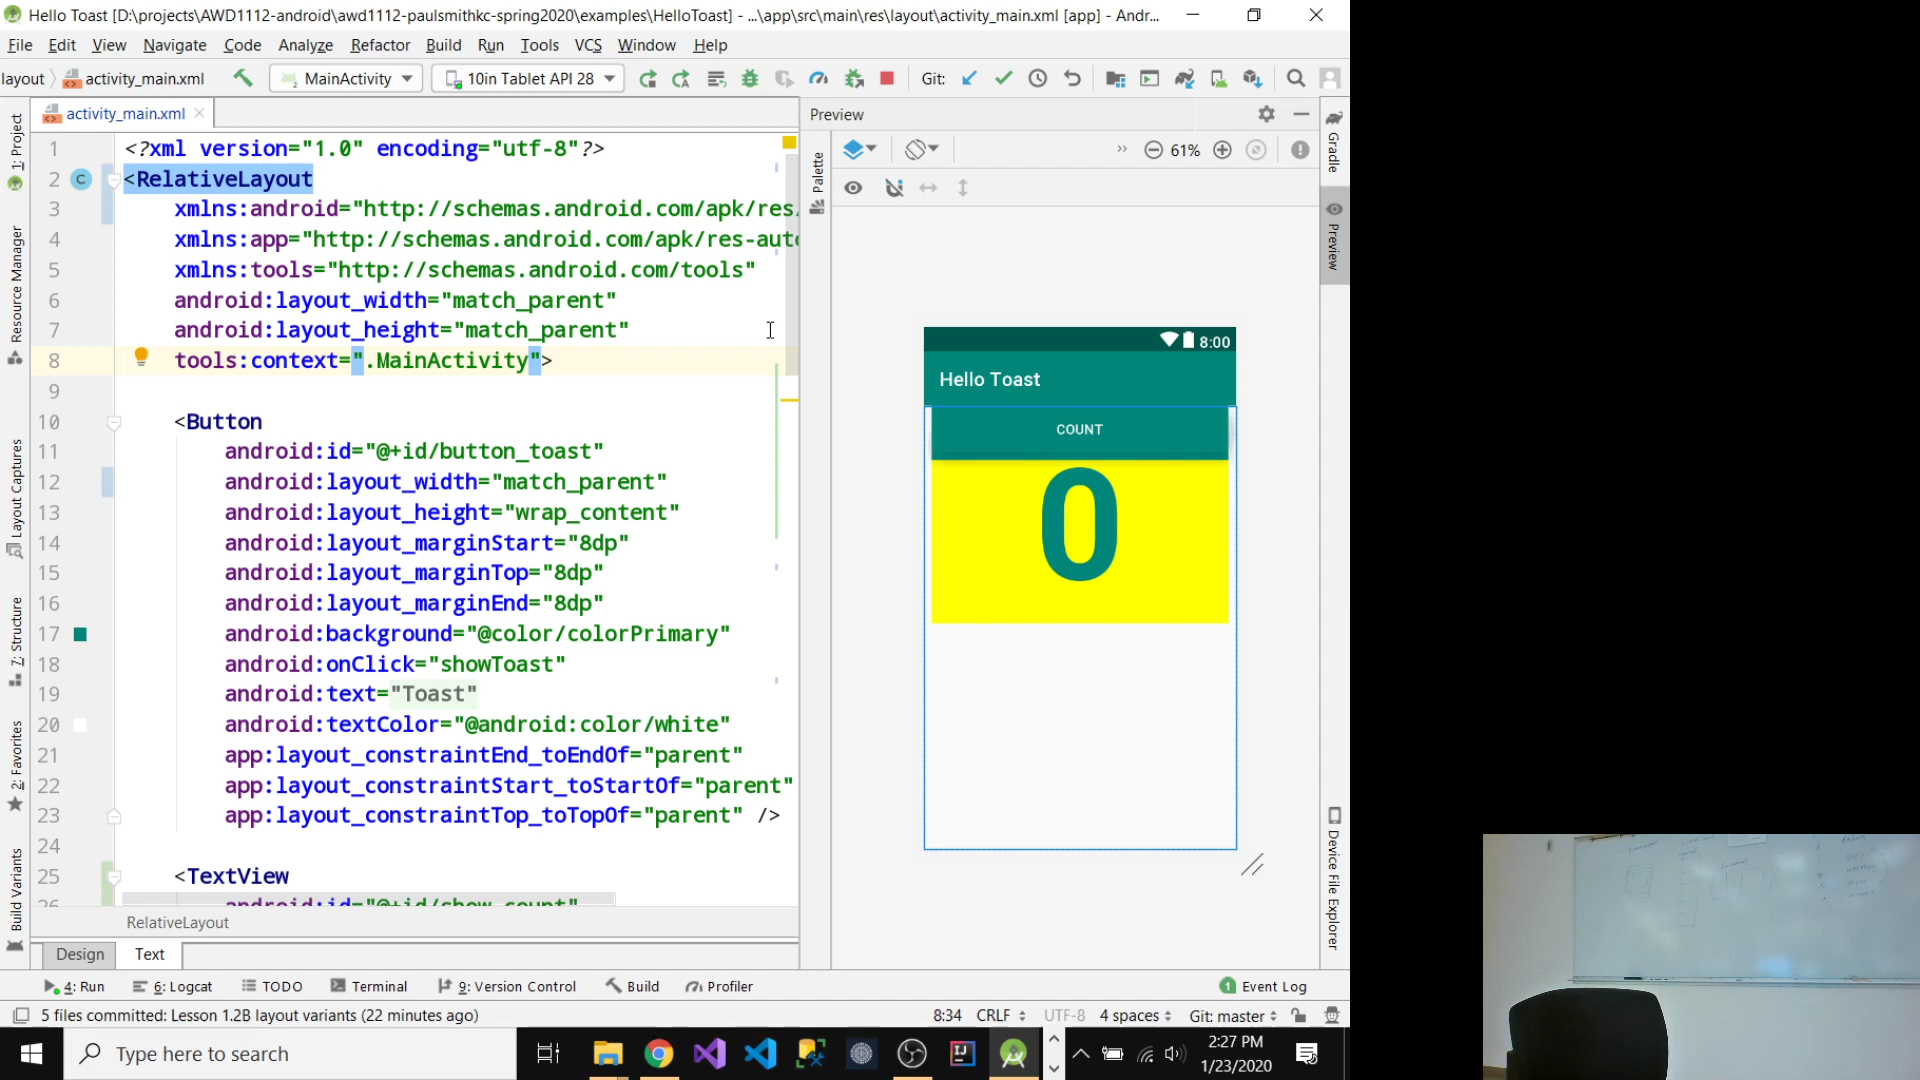 Hello Toast [D:\projects\AWD1112-android\awd1112-paulsmithkc-spring2020\examples\HelloToast] - ...\app\src\main\res\layout\activity_main.xml [app] - Andr...
File Edit View Navigate Code Analyze Refactor Build Run Tools VCS Window Help
layout activity_main.xml MainActivity 10in Tablet API 28 Git:
activity_main.xml
Preview
61%
1 <?xml version="1.0" encoding="utf-8"?>
2 C <RelativeLayout
3 xmlns:android="http://schemas.android.com/apk/res
4 xmlns:app="http://schemas.android.com/apk/res-aut
5 xmlns:tools="http://schemas.android.com/tools"
6 android:layout_width="match_parent"
7 android:layout_height="match_parent"
8 tools:context=".MainActivity">
9
10 <Button
11 android:id="@+id/button_toast"
12 android:layout_width="match_parent"
13 android:layout_height="wrap_content"
14 android:layout_marginStart="8dp"
15 android:layout_marginTop="8dp"
16 android:layout_marginEnd="8dp"
17 android:background="@color/colorPrimary"
18 android:onClick="showToast"
19 android:text="Toast"
20 android:textColor="@android:color/white"
21 app:layout_constraintEnd_toEndOf="parent"
22 app:layout_constraintStart_toStartOf="parent"
23 app:layout_constraintTop_toTopOf="parent" />
24
25 <TextView
26 android:id="@+id/show_count"
RelativeLayout
Design Text
1: Project
Resource Manager
Layout Captures
7: Structure
2: Favorites
Build Variants
Palette
8:00
Hello Toast
COUNT
0
Gradle
Preview
Device File Explorer
4: Run 6: Logcat TODO Terminal 9: Version Control Build Profiler 1 Event Log
5 files committed: Lesson 1.2B layout variants (22 minutes ago) 8:34 CRLF UTF-8 4 spaces Git: master
Type here to search
2:27 PM
1/23/2020